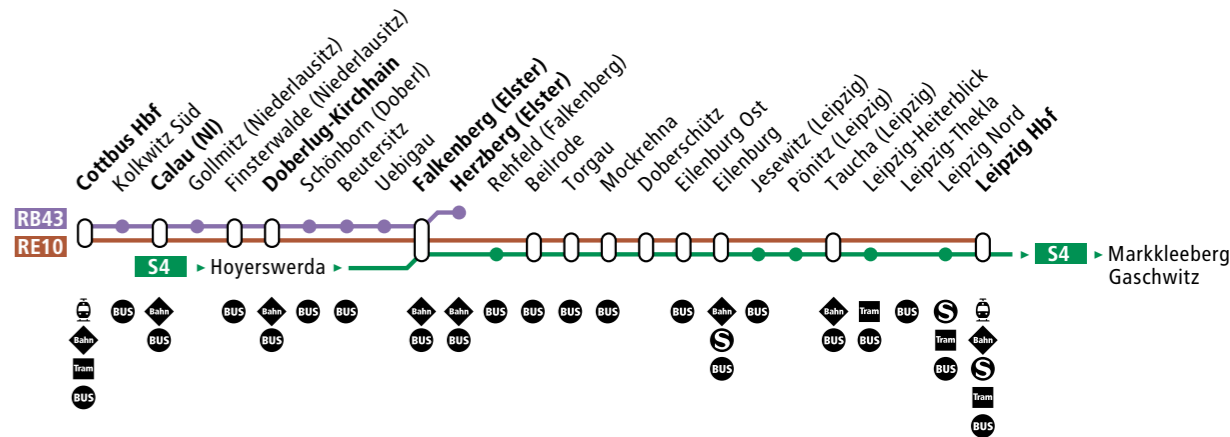 Cottbus Hbf
Kolkwitz Süd
Calau (NI)
Gollmitz (Niederlausitz)
Finsterwalde (Niederlausitz)
Doberlug-Kirchhain
Schönborn (Doberl)
Beutersitz
Uebigau
Falkenberg (Elster)
Herzberg (Elster)
Rehfeld (Falkenberg)
Beilrode
Torgau
Mockrehna
Doberschütz
Eilenburg Ost
Eilenburg
Jesewitz (Leipzig)
Pönitz (Leipzig)
Taucha (Leipzig)
Leipzig-Heiterblick
Leipzig-Thekla
Leipzig Nord
Leipzig Hbf
RB43
RE10
S4 Hoyerswerda S4 Markkleeberg
Gaschwitz
BUS Bahn BUS Bahn BUS BUS Bahn Bahn BUS BUS BUS BUS BUS Bahn BUS Bahn Tram BUS S
Bahn BUS BUS BUS BUS S BUS BUS Tram Bahn
Tram BUS BUS S
BUS Tram
BUS